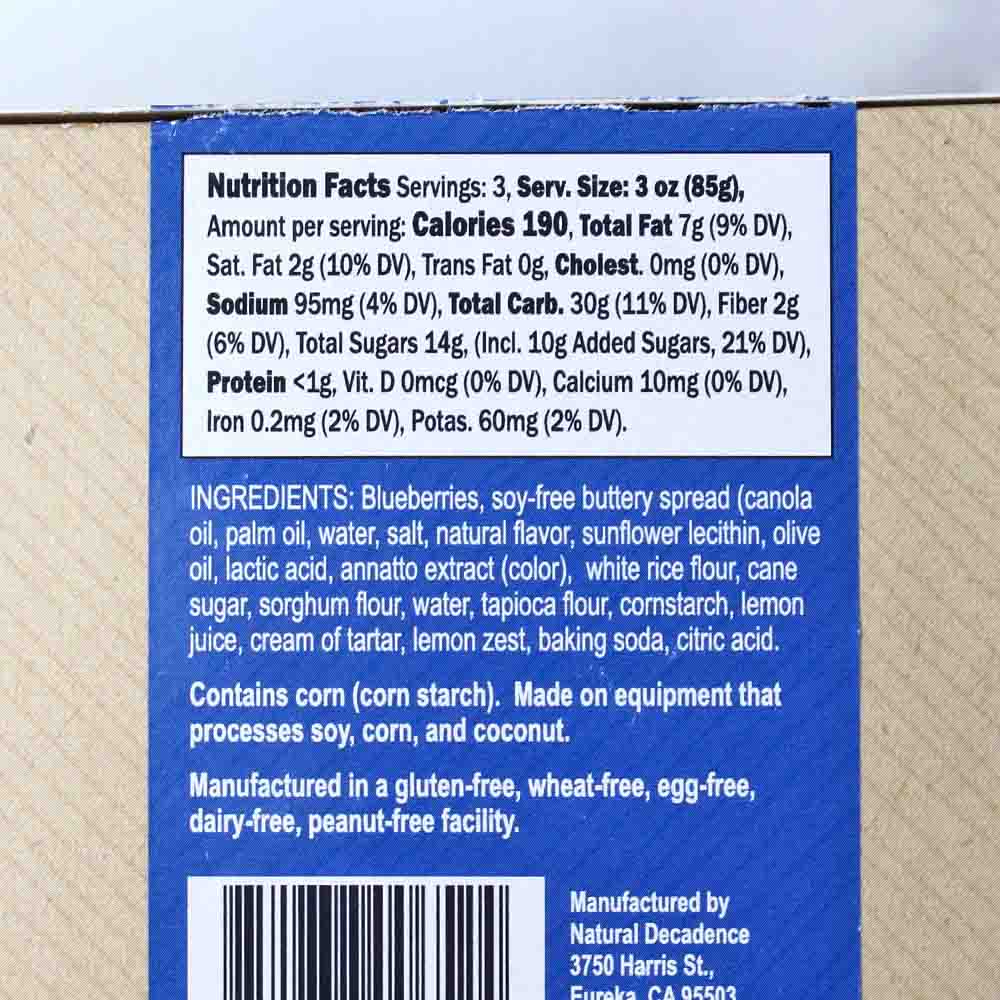 Nutrition Facts Servings: 3, Serv. Size: 3 oz (85g),
Amount per serving: Calories 190, Total Fat 7g (9% DV),
Sat. Fat 2g (10% DV), Trans Fat 0g, Cholest. 0mg (0% DV),
Sodium 95mg (4% DV), Total Carb. 30g (11% DV), Fiber 2g
(6% DV), Total Sugars 14g, (Incl. 10g Added Sugars, 21% DV),
Protein <1g, Vit. D 0mcg (0% DV), Calcium 10mg (0% DV),
Iron 0.2mg (2% DV), Potas. 60mg (2% DV).
INGREDIENTS: Blueberries, soy-free buttery spread (canola
oil, palm oil, water, salt, natural flavor, sunflower lecithin, olive
oil, lactic acid, annatto extract (color), white rice flour, cane
sugar, sorghum flour, water, tapioca flour, cornstarch, lemon
juice, cream of tartar, lemon zest, baking soda, citric acid.
Contains corn (corn starch). Made on equipment that
processes soy, corn, and coconut.
Manufactured in a gluten-free, wheat-free, egg-free,
dairy-free, peanut-free facility.
Manufactured by
Natural Decadence
3750 Harris St.,
Eureka, CA 95503